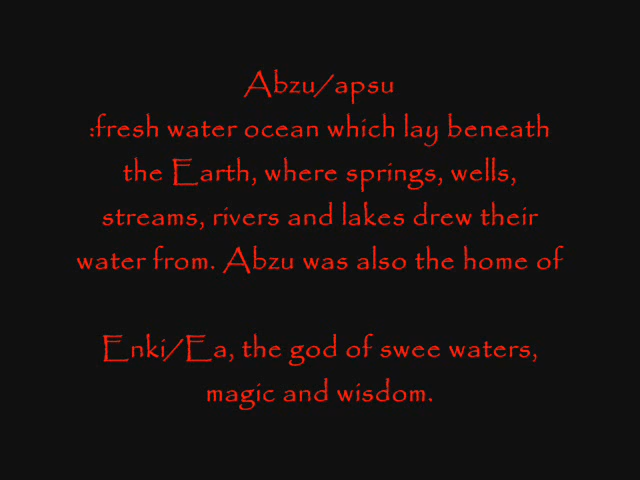 Abzu/apsu
:fresh water ocean which lay beneath
the Earth, where springs, wells,
streams, rivers and lakes drew their
water from. Abzu was also the home of
Enki/Ea, the god of swee waters,
magic and wisdom.